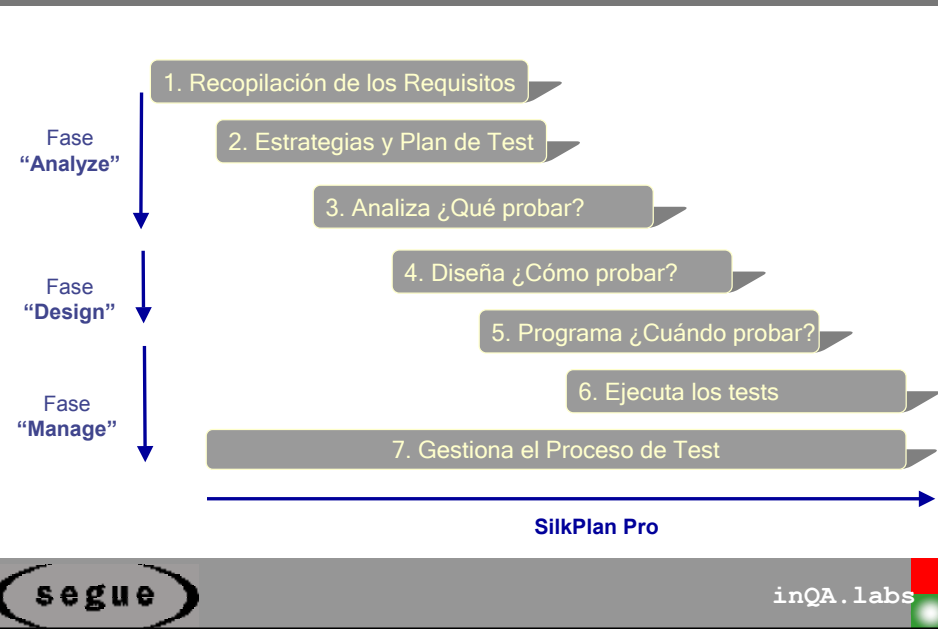 1. Recopilación de los Requisitos
Fase
“Analyze”
2. Estrategias y Plan de Test
3. Analiza ¿Qué probar?
4. Diseña ¿Cómo probar?
Fase
“Design”
5. Programa ¿Cuándo probar?
6. Ejecuta los tests
Fase
“Manage”
7. Gestiona el Proceso de Test
SilkPlan Pro
segue
inQA.labs